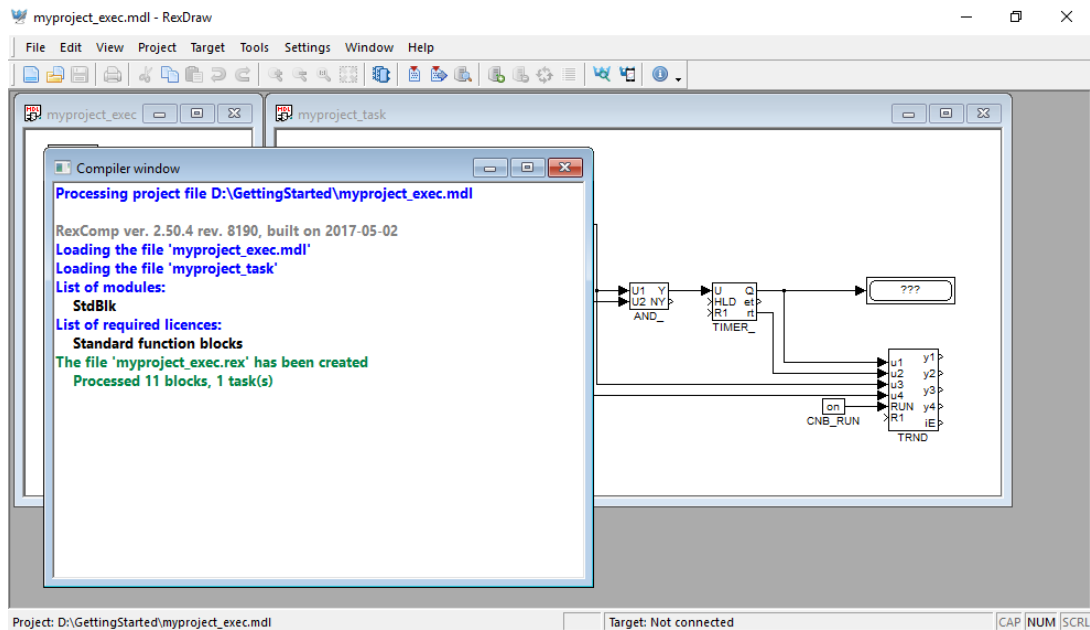 myproject_exec.mdl - RexDraw
File Edit View Project Target Tools Settings Window Help
myproject_exec
myproject_task
Compiler window
Processing project file D:\GettingStarted\myproject_exec.mdl
RexComp ver. 2.50.4 rev. 8190, built on 2017-05-02
Loading the file 'myproject_exec.mdl'
Loading the file 'myproject_task'
List of modules:
StdBlk
List of required licences:
Standard function blocks
The file 'myproject_exec.rex' has been created
Processed 11 blocks, 1 task(s)
U1 Y
U2 NY
AND_
U Q
HLD et
R1 rt
TIMER_
???
u1 y1
u2 y2
u3 y3
u4 y4
RUN
R1 iE
TRND
on
CNB_RUN
Project: D:\GettingStarted\myproject_exec.mdl
Target: Not connected
CAP NUM SCRL